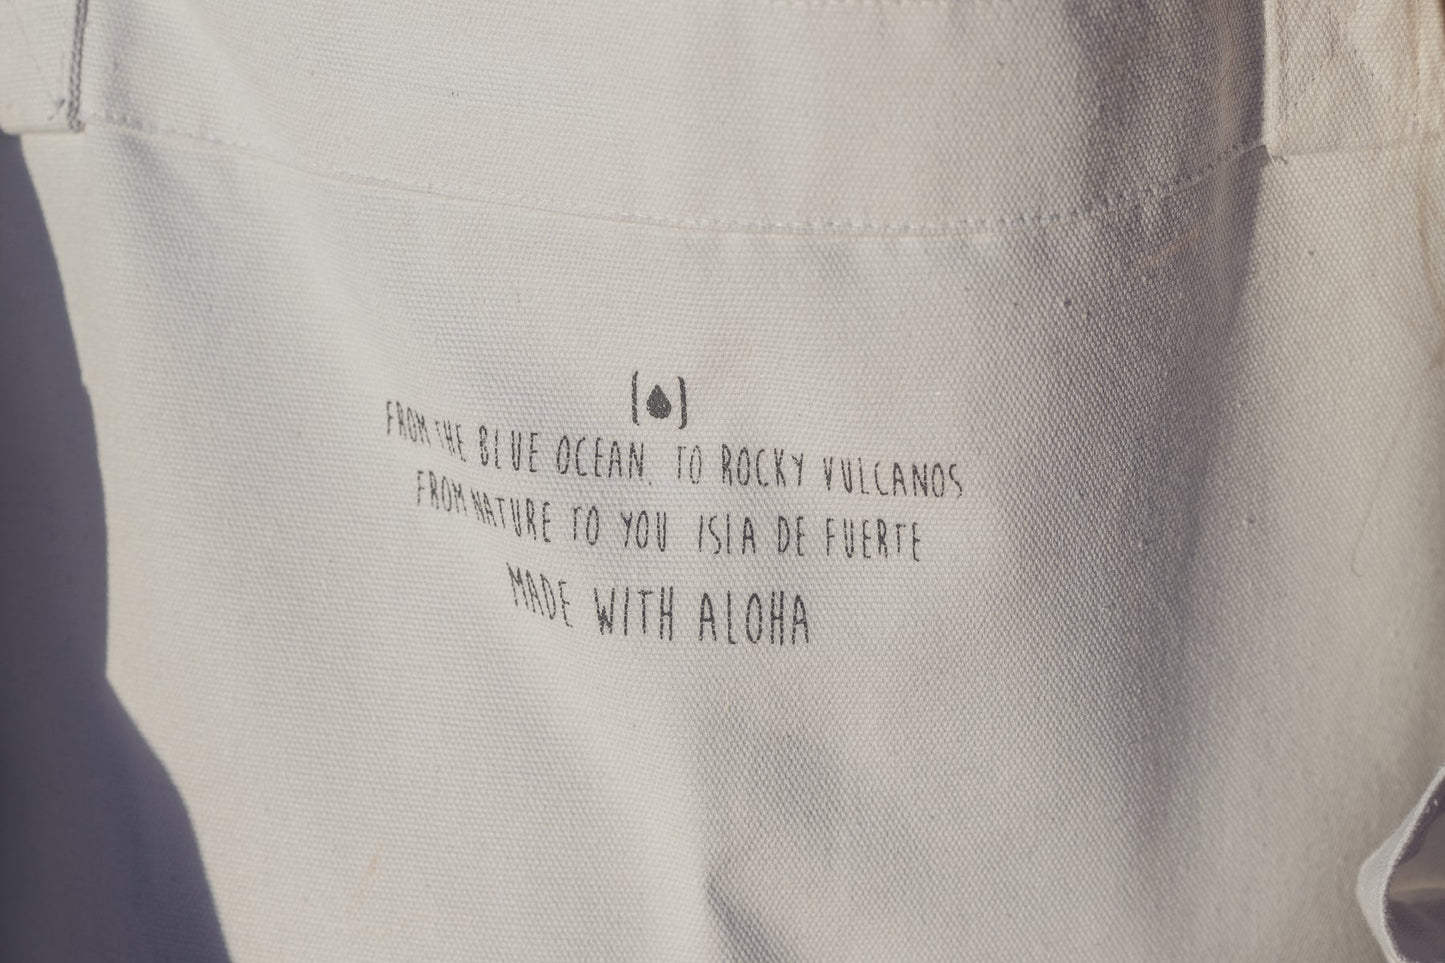 FROM THE BLUE OCEAN. TO ROCKY VULCANOS
FROM NATURE TO YOU ISLA DE FUERTE
MADE WITH ALOHA